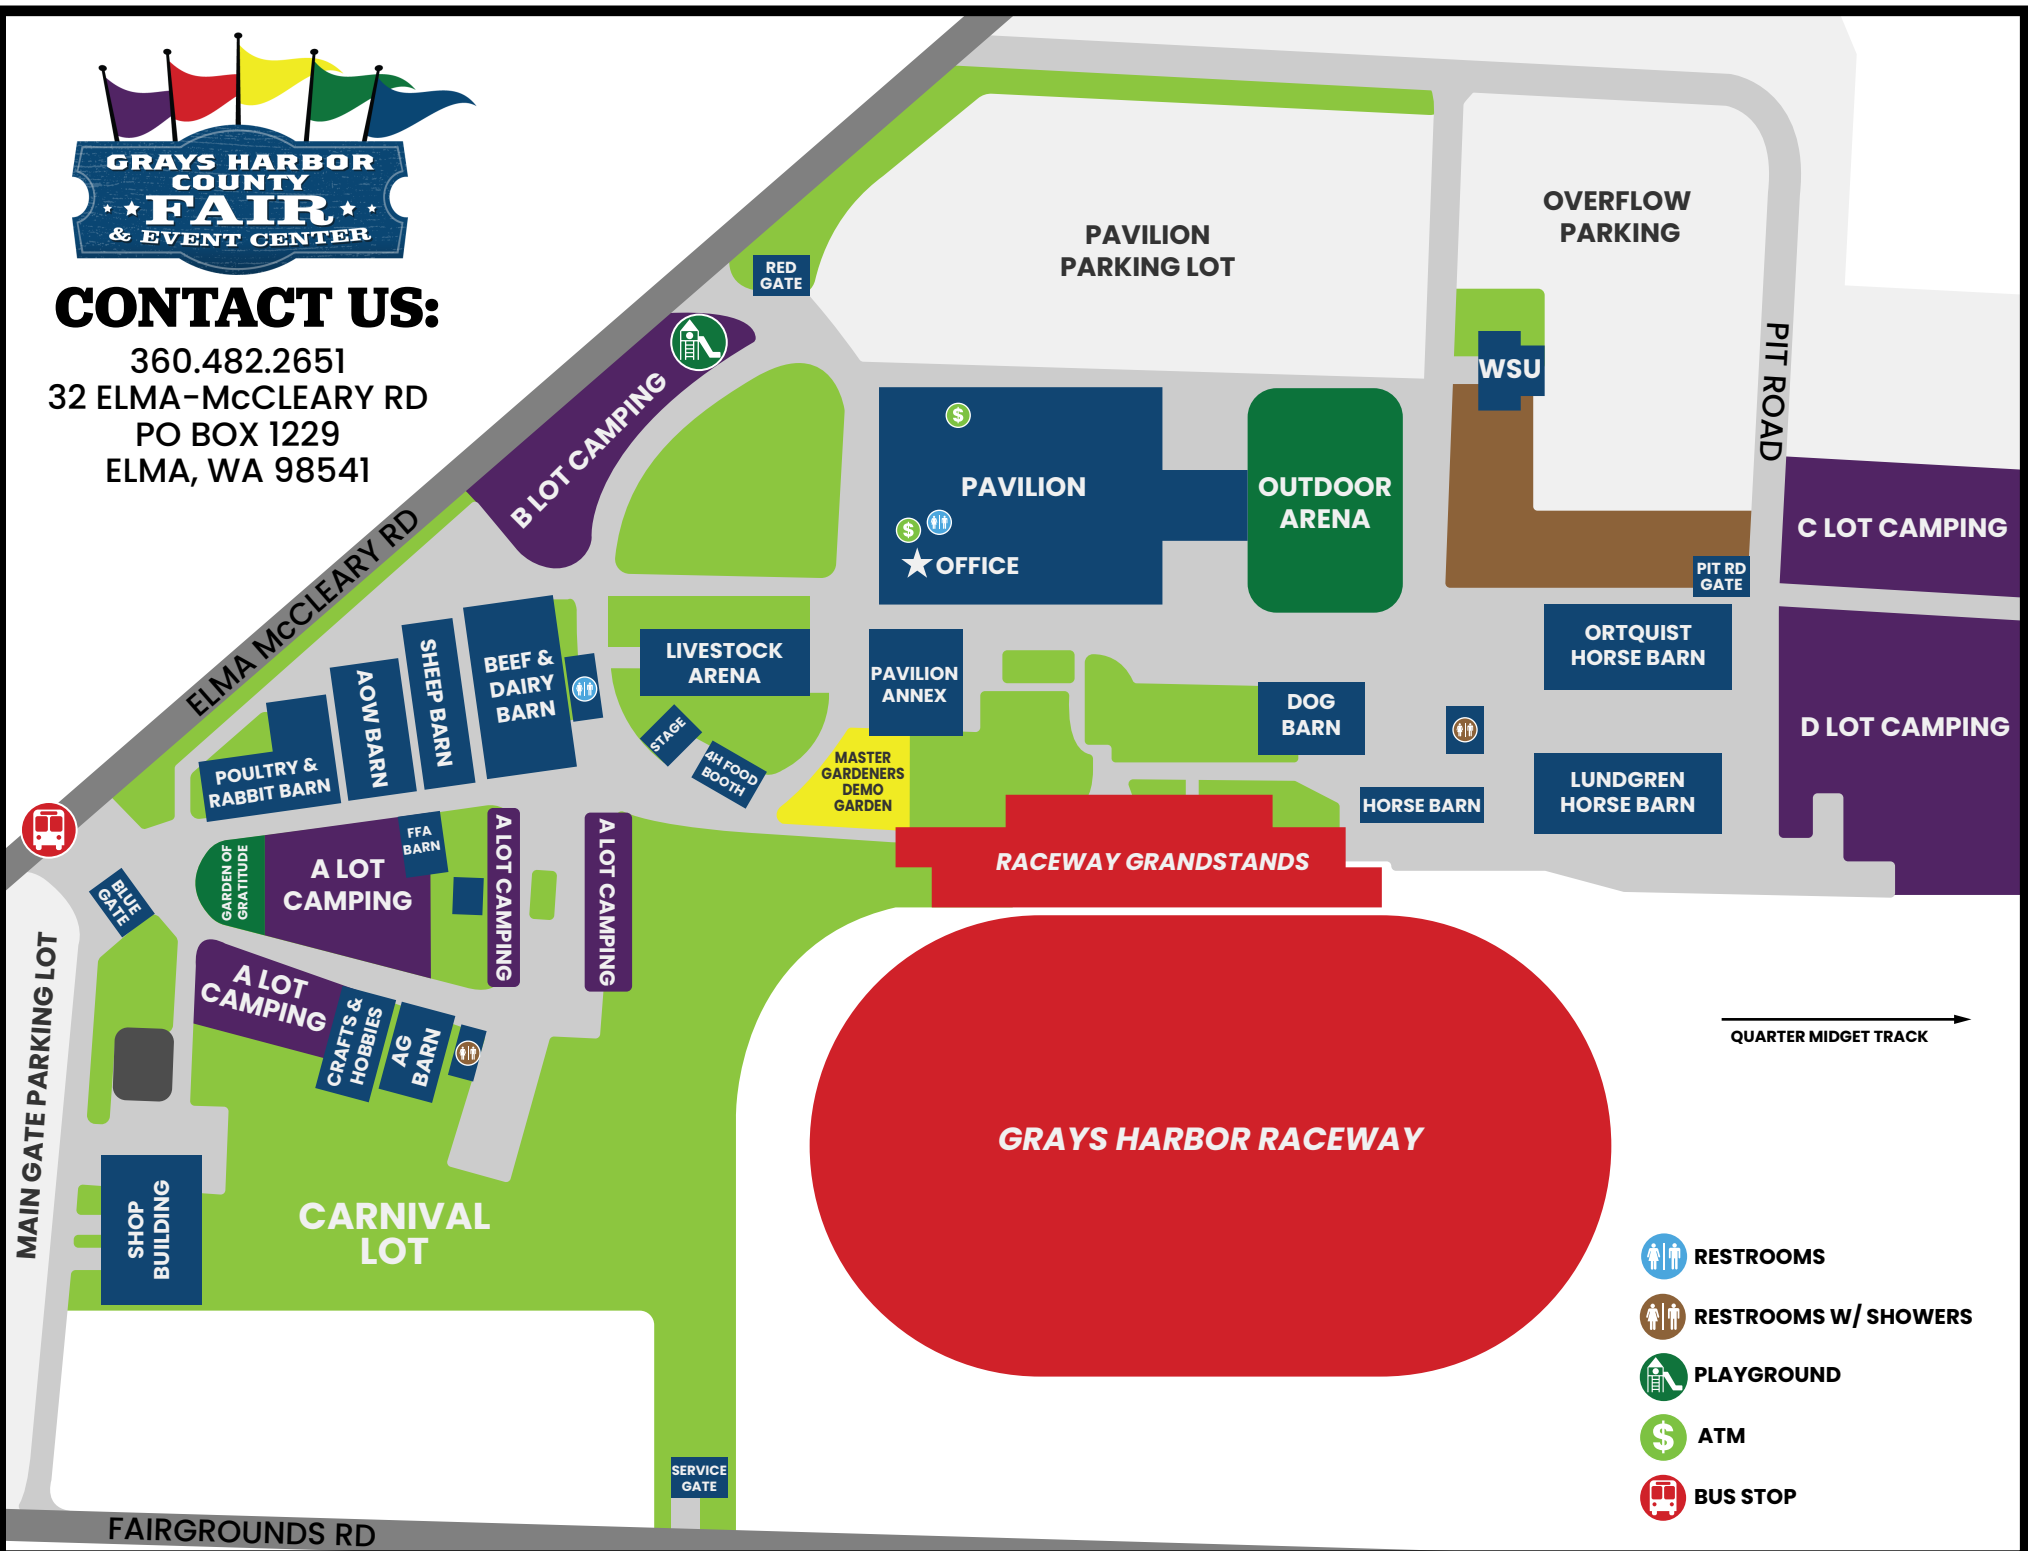 GRAYS HARBOR
COUNTY
FAIR
& EVENT CENTER
CONTACT US:
360.482.2651
32 ELMA-McCLEARY RD
PO BOX 1229
ELMA, WA 98541
ELMA McCLEARY RD
RED
GATE
PAVILION
PARKING LOT
OVERFLOW
PARKING
WSU
PIT ROAD
B LOT CAMPING
$
PAVILION
$
OFFICE
OUTDOOR
ARENA
C LOT CAMPING
PIT RD
GATE
D LOT CAMPING
ORTQUIST
HORSE BARN
LUNDGREN
HORSE BARN
HORSE BARN
DOG
BARN
PAVILION
ANNEX
LIVESTOCK
ARENA
STAGE
4H FOOD
BOOTH
MASTER
GARDENERS
DEMO
GARDEN
BEEF &
DAIRY
BARN
SHEEP BARN
AOW BARN
POULTRY &
RABBIT BARN
FFA
BARN
GARDEN OF
GRATITUDE
A LOT
CAMPING
A LOT CAMPING
A LOT CAMPING
BLUE
GATE
A LOT
CAMPING
CRAFTS &
HOBBIES
AG
BARN
MAIN GATE PARKING LOT
SHOP
BUILDING
CARNIVAL
LOT
RACEWAY GRANDSTANDS
GRAYS HARBOR RACEWAY
QUARTER MIDGET TRACK
SERVICE
GATE
FAIRGROUNDS RD
RESTROOMS
RESTROOMS W/ SHOWERS
PLAYGROUND
$ ATM
BUS STOP